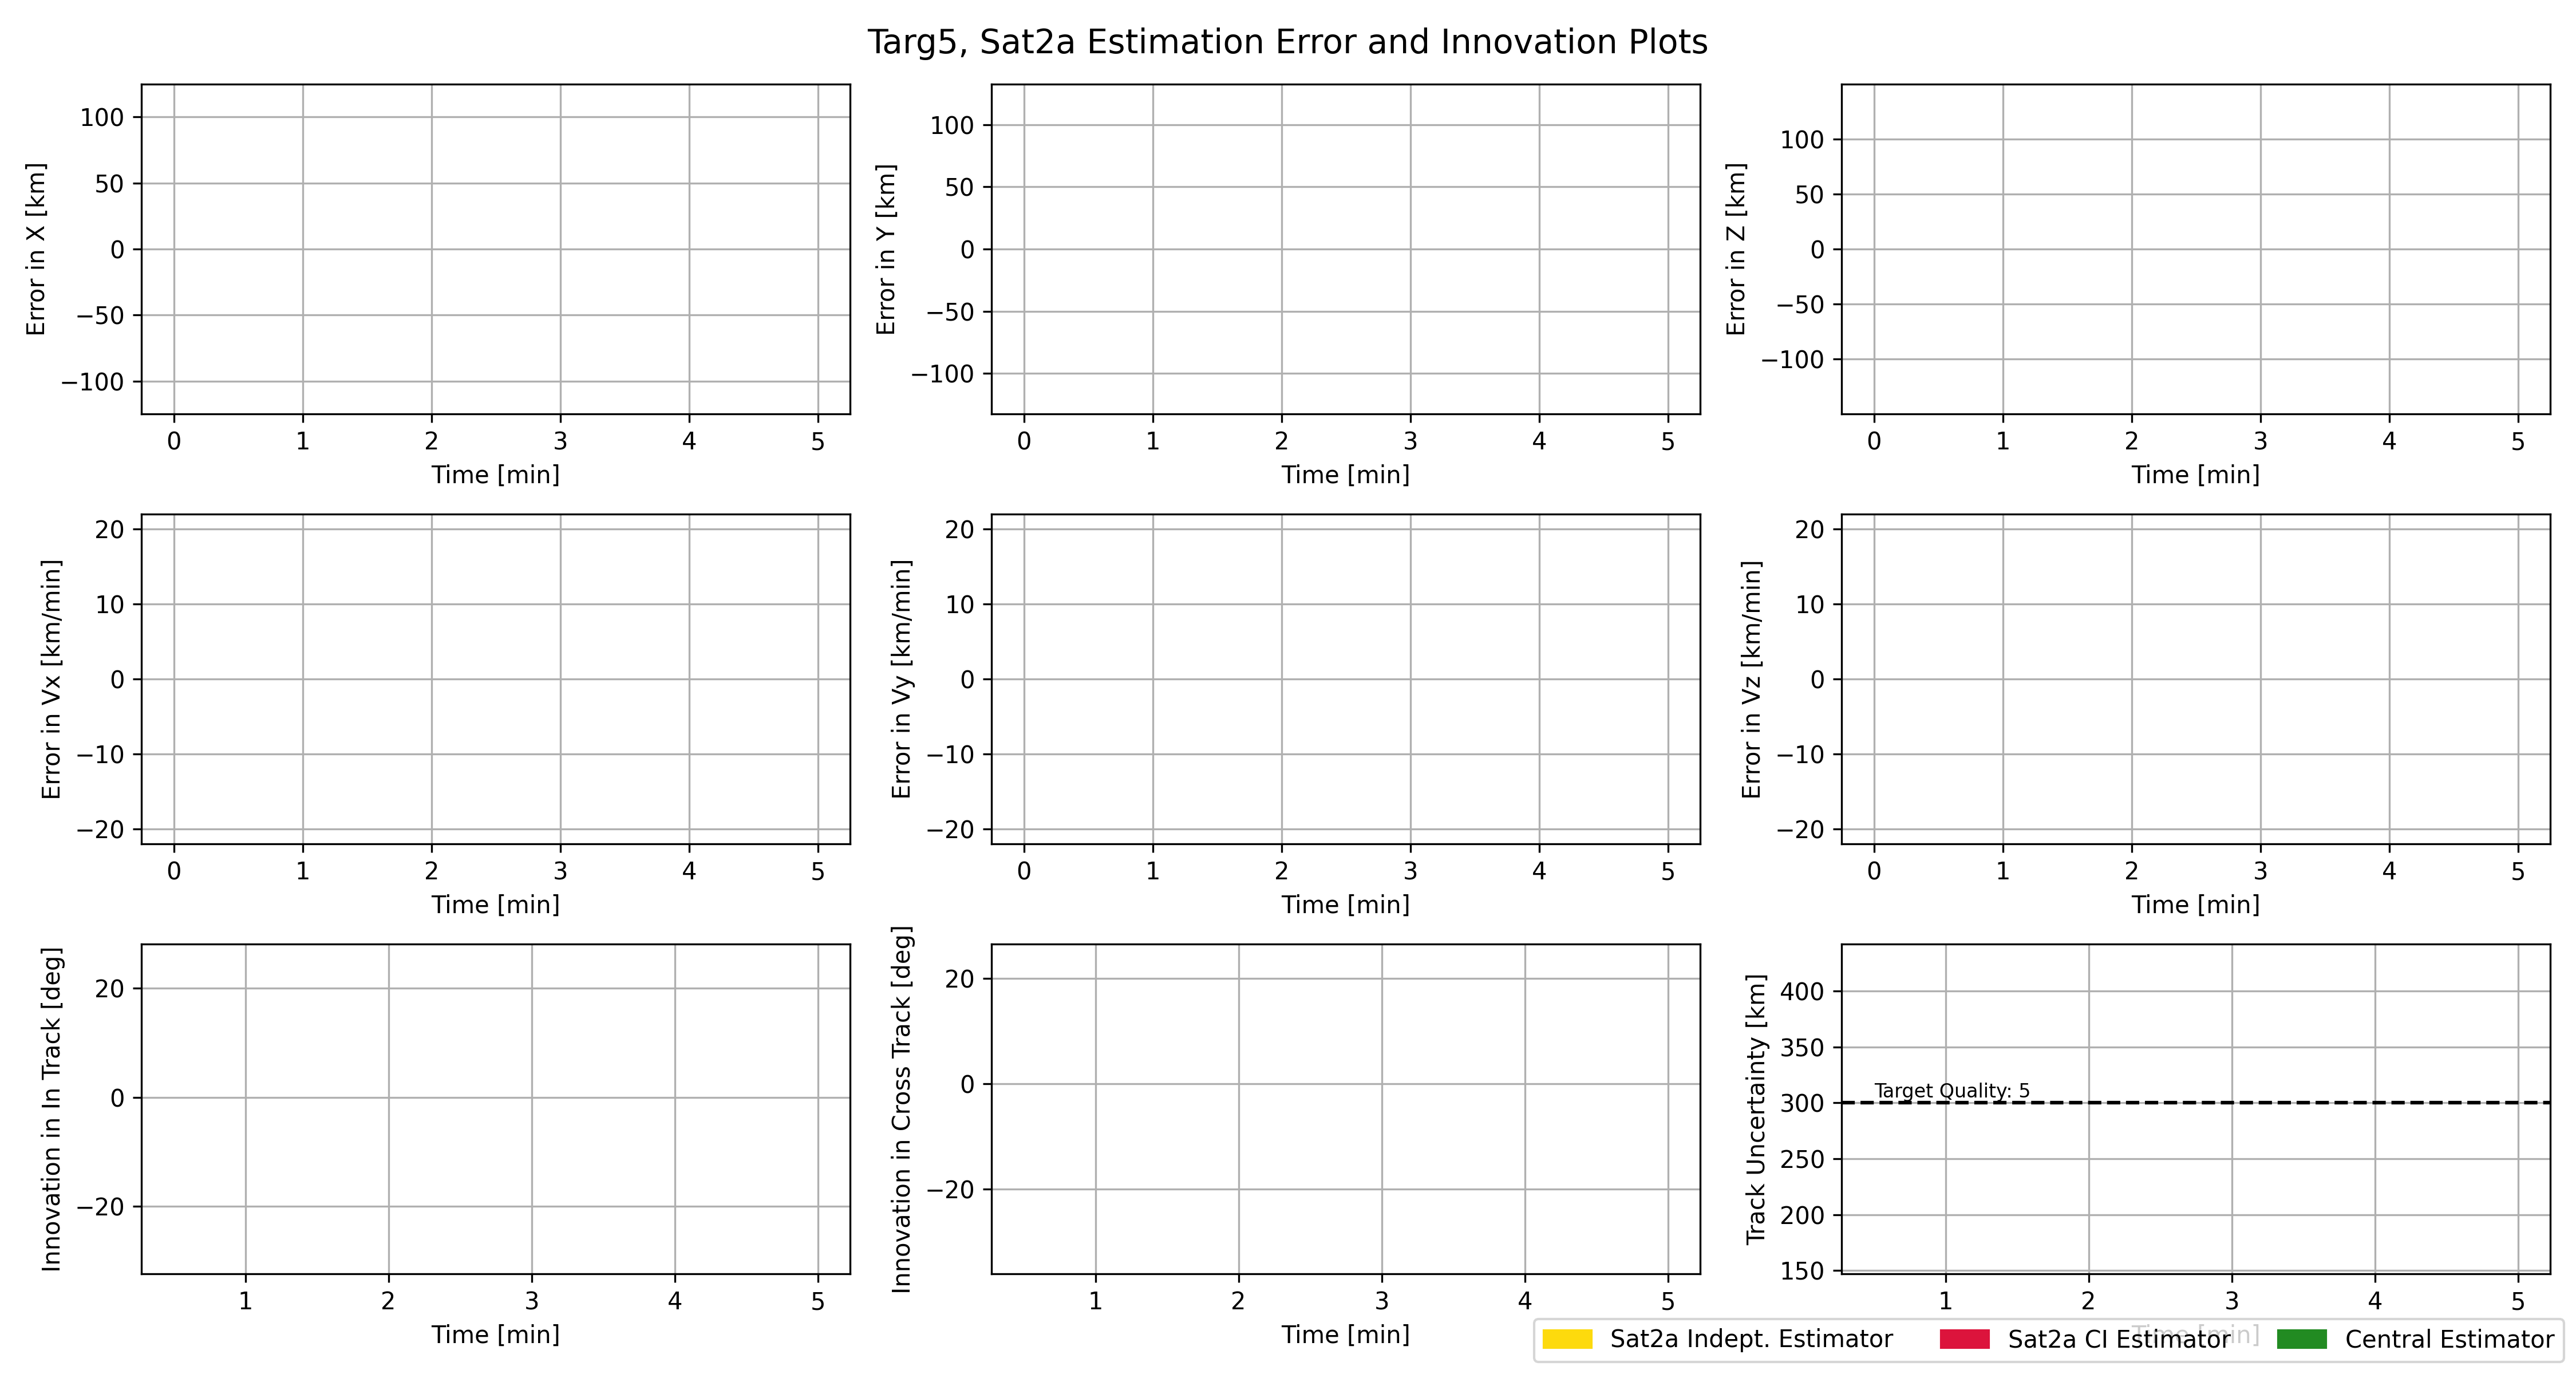 Targ5, Sat2a Estimation Error and Innovation Plots
Error in X [km]
100
50
0
−50
−100
0 1 2 3 4 5
Time [min]
Error in Y [km]
100
50
0
−50
−100
0 1 2 3 4 5
Time [min]
Error in Z [km]
100
50
0
−50
−100
0 1 2 3 4 5
Time [min]
Error in Vx [km/min]
20
10
0
−10
−20
0 1 2 3 4 5
Time [min]
Error in Vy [km/min]
20
10
0
−10
−20
0 1 2 3 4 5
Time [min]
Error in Vz [km/min]
20
10
0
−10
−20
0 1 2 3 4 5
Time [min]
Innovation in In Track [deg]
20
0
−20
1 2 3 4 5
Time [min]
Innovation in Cross Track [deg]
20
0
−20
1 2 3 4 5
Time [min]
Track Uncertainty [km]
400
350
300
250
200
150
Target Quality: 5
1 2 3 4 5
Time [min]
Sat2a Indept. Estimator
Sat2a CI Estimator
Central Estimator